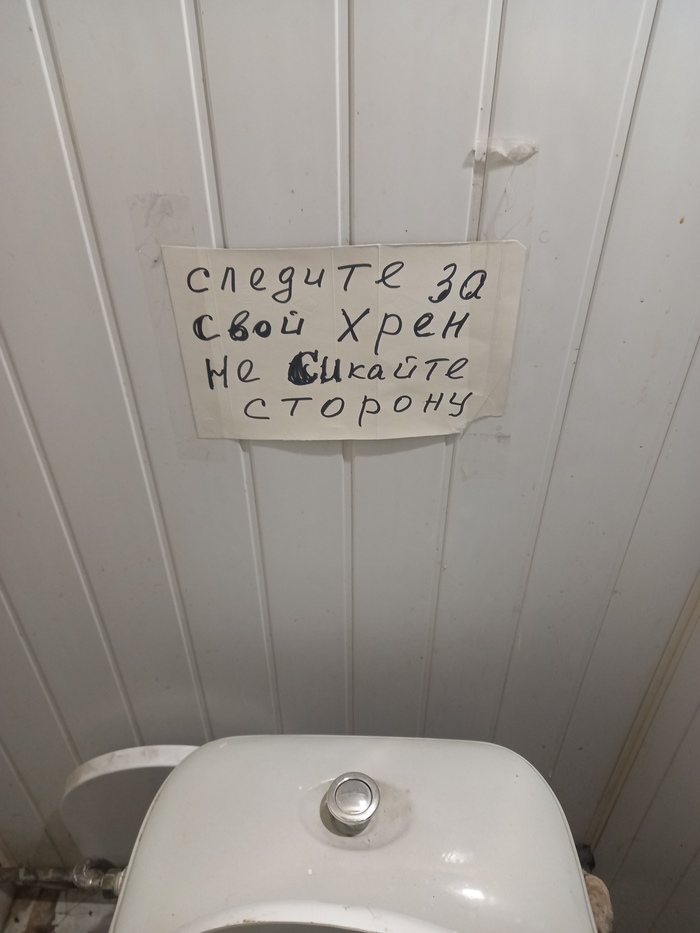 следите за
свой хрен
не сикайте
сторону